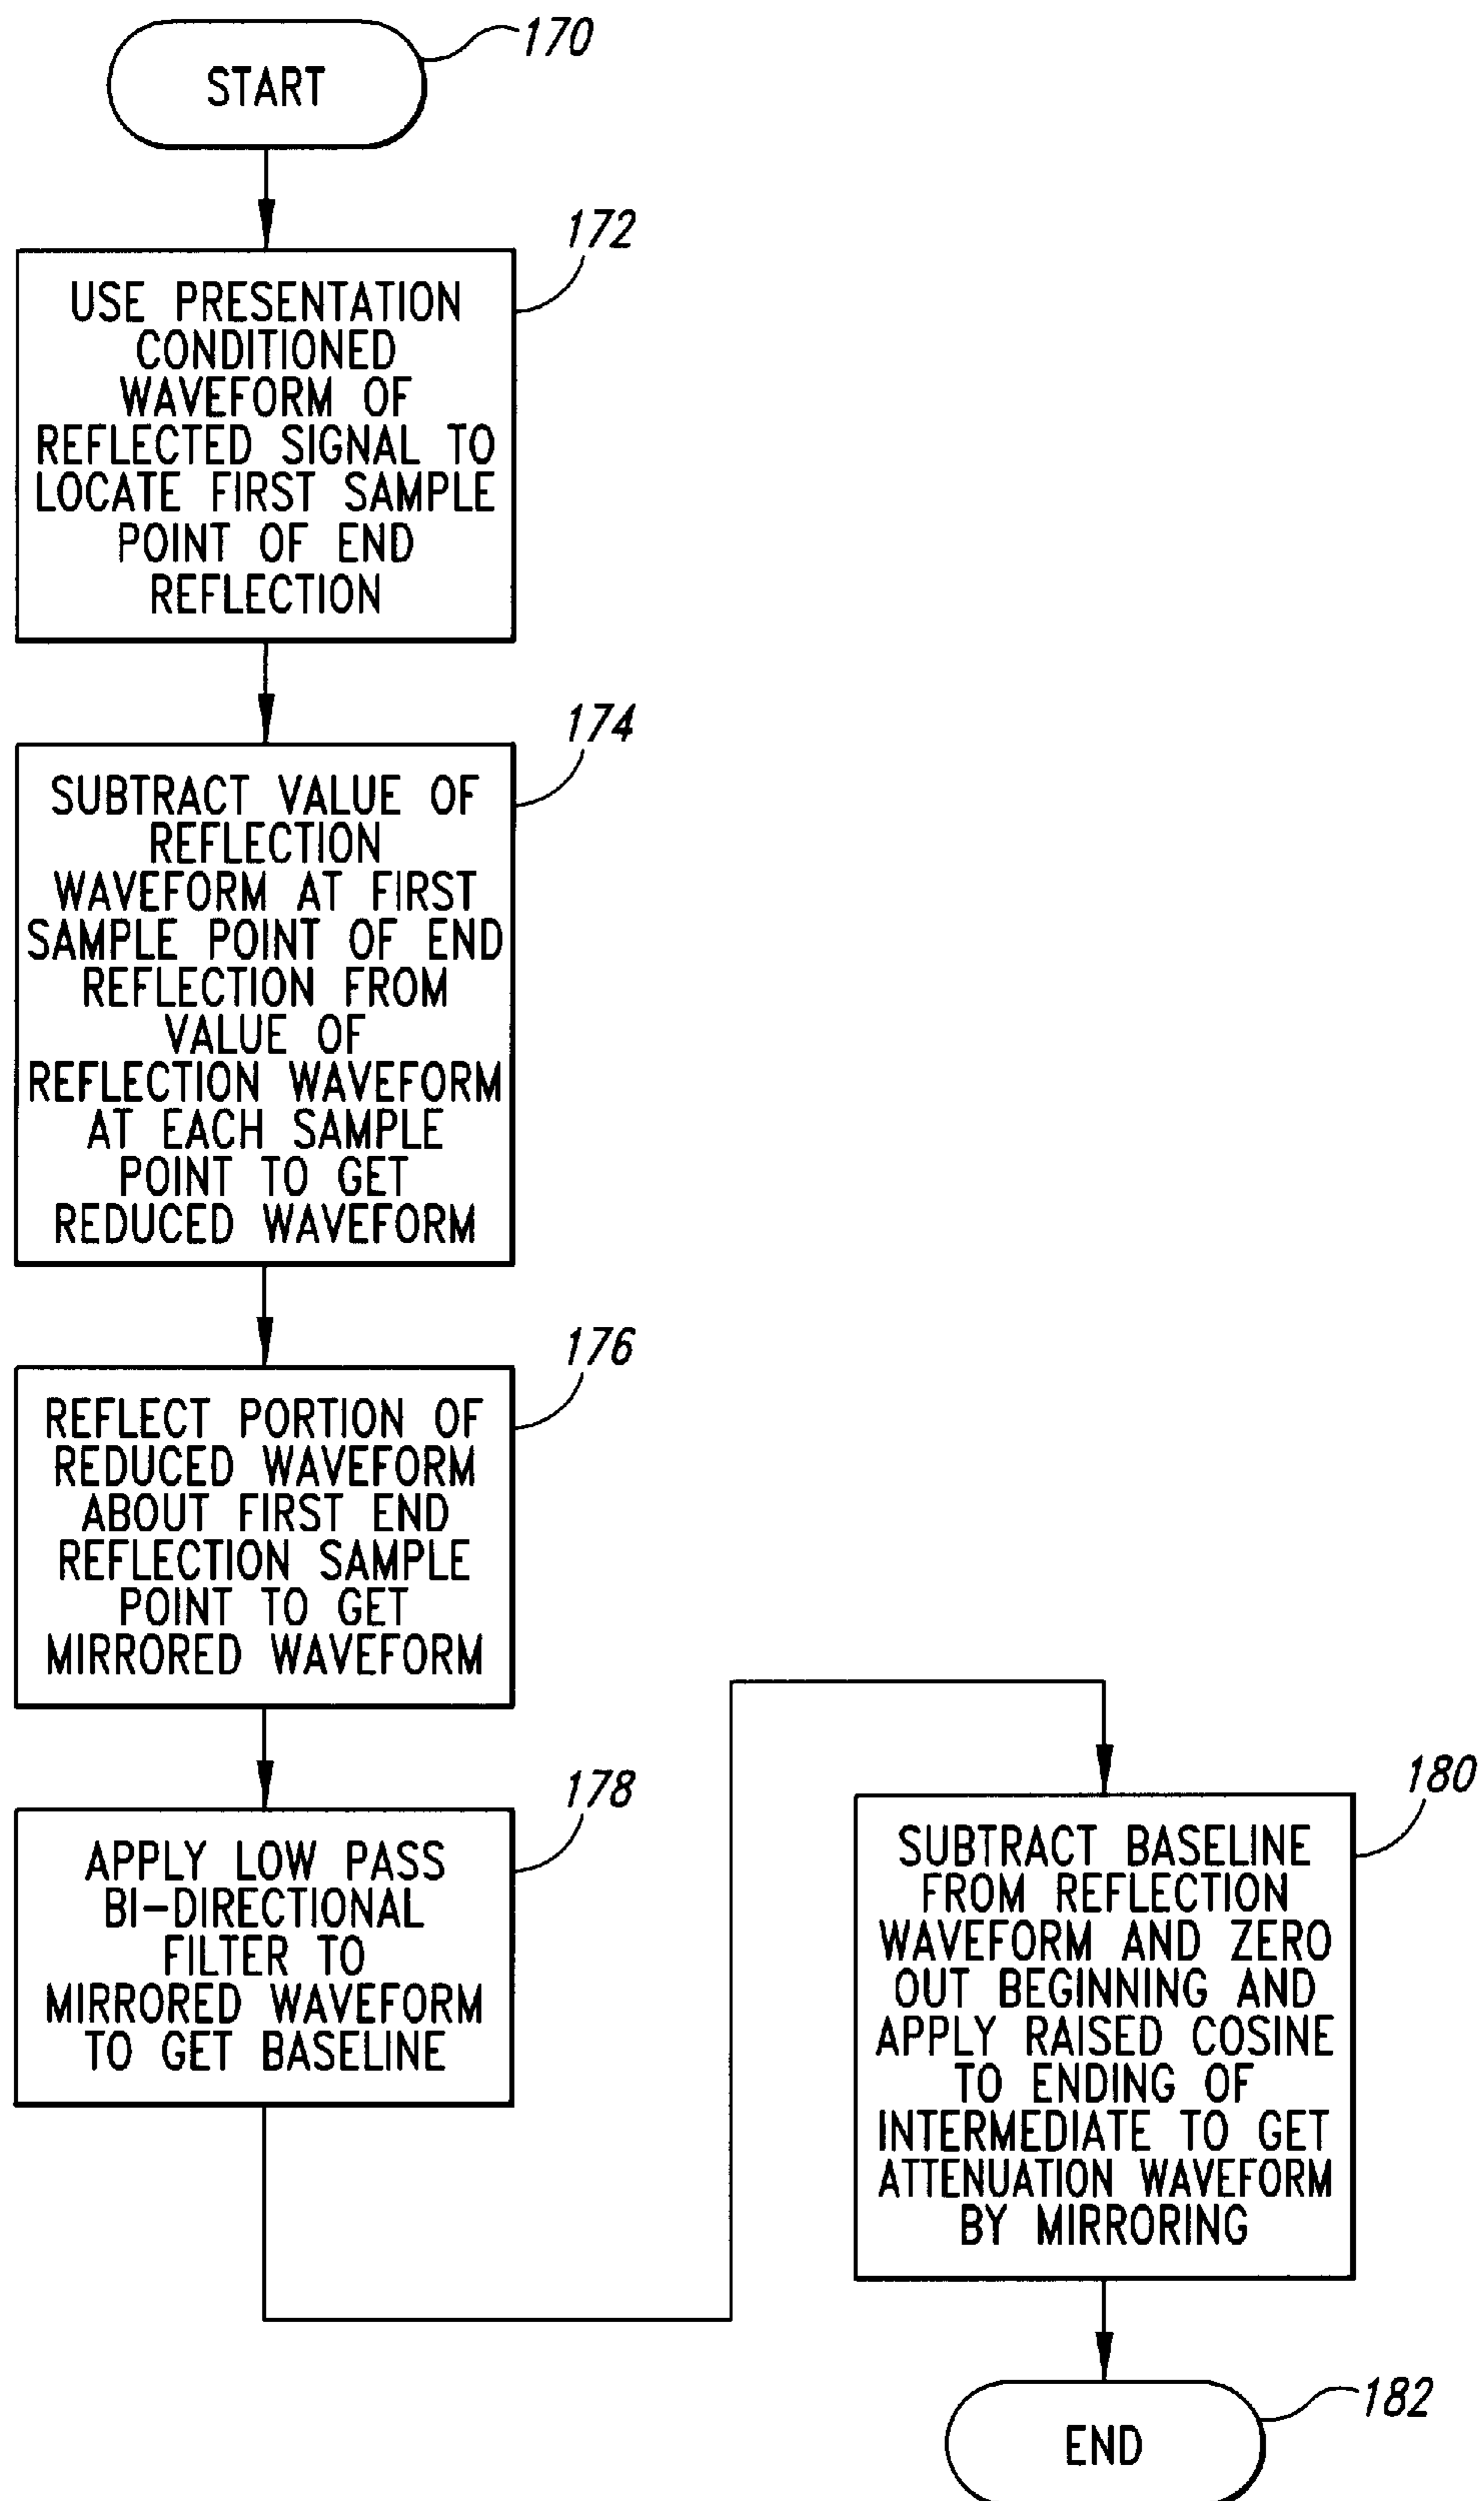 170
START
172
USE PRESENTATION
CONDITIONED
WAVEFORM OF
REFLECTED SIGNAL TO
LOCATE FIRST SAMPLE
POINT OF END
REFLECTION
174
SUBTRACT VALUE OF
REFLECTION
WAVEFORM AT FIRST
SAMPLE POINT OF END
REFLECTION FROM
VALUE OF
REFLECTION WAVEFORM
AT EACH SAMPLE
POINT TO GET
REDUCED WAVEFORM
176
REFLECT PORTION OF
REDUCED WAVEFORM
ABOUT FIRST END
REFLECTION SAMPLE
POINT TO GET
MIRRORED WAVEFORM
178
APPLY LOW PASS
BI-DIRECTIONAL
FILTER TO
MIRRORED WAVEFORM
TO GET BASELINE
180
SUBTRACT BASELINE
FROM REFLECTION
WAVEFORM AND ZERO
OUT BEGINNING AND
APPLY RAISED COSINE
TO ENDING OF
INTERMEDIATE TO GET
ATTENUATION WAVEFORM
BY MIRRORING
182
END